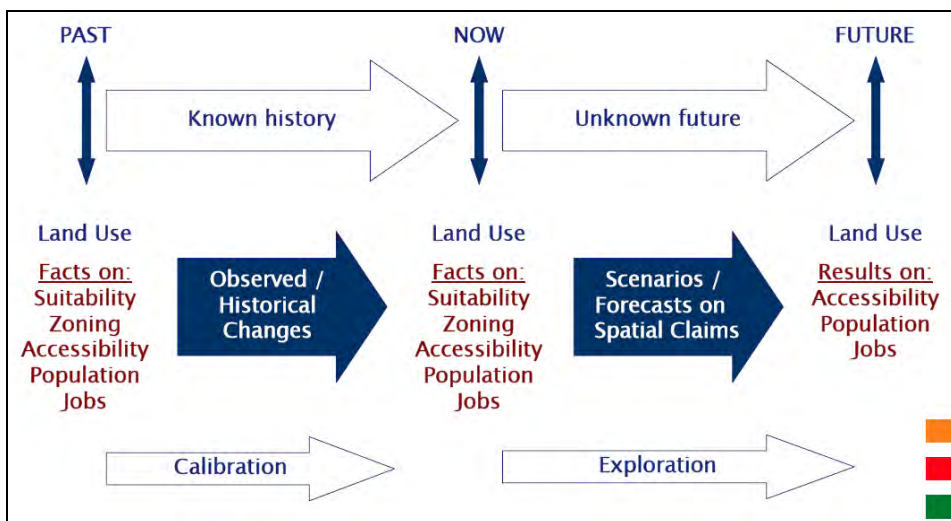 PAST
NOW
FUTURE
Known history
Unknown future
Land Use
Facts on:
Suitability
Zoning
Accessibility
Population
Jobs
Observed /
Historical
Changes
Land Use
Facts on:
Suitability
Zoning
Accessibility
Population
Jobs
Scenarios /
Forecasts on
Spatial Claims
Land Use
Results on:
Accessibility
Population
Jobs
Calibration
Exploration